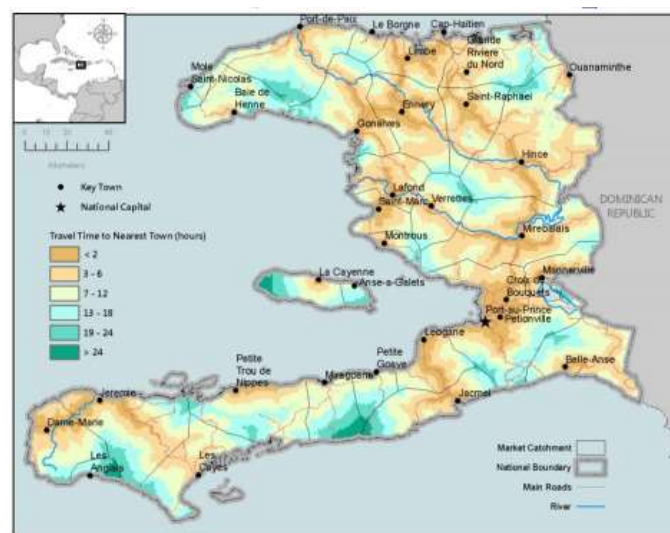 Port-de-Paix
Le Borgne
Cap-Haitien
Limbe
Grande
Riviere
du Nord
Ouanaminthe
Mole
Saint-Nicolas
Baie de
Henne
Ennery
Saint-Raphael
Gonaives
Hince
Lafond
Saint-Marc
Verrettes
Montrouis
Mirebalais
DOMINICAN
REPUBLIC
La Cayenne
Anse-a-Galets
Croix de
Bouquets
Port-au-Prince
Petionville
Leogane
Belle-Anse
Petite
Trou de
Nippes
Petite
Goave
Miragoane
Jacmel
Jeremie
Dame-Marie
Les
Anglais
Les
Cayes
Key Town
National Capital
Travel Time to Nearest Town (hours)
< 2
3 - 6
7 - 12
13 - 18
19 - 24
> 24
Market Catchment
National Boundary
Main Roads
River